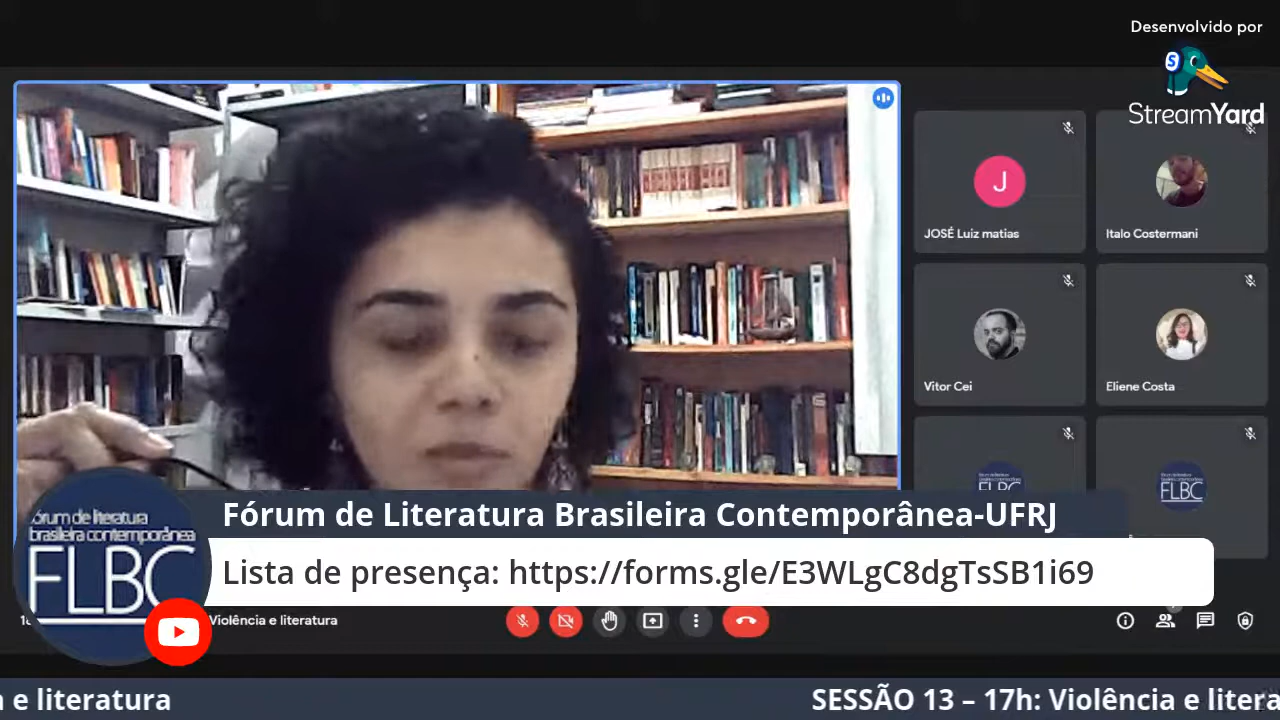 Desenvolvido por
S
StreamYard
J
JOSÉ Luiz matias
Italo Costermani
Vitor Cei
Eliene Costa
FLBC
FLBC
Fórum de Literatura Brasileira Contemporânea-UFRJ
fórum de literatura
brasileira contemporânea
FLBC
Lista de presença: https://forms.gle/E3WLgC8dgTsSB1i69
Violência e literatura
a e literatura
SESSÃO 13 – 17h: Violência e litera